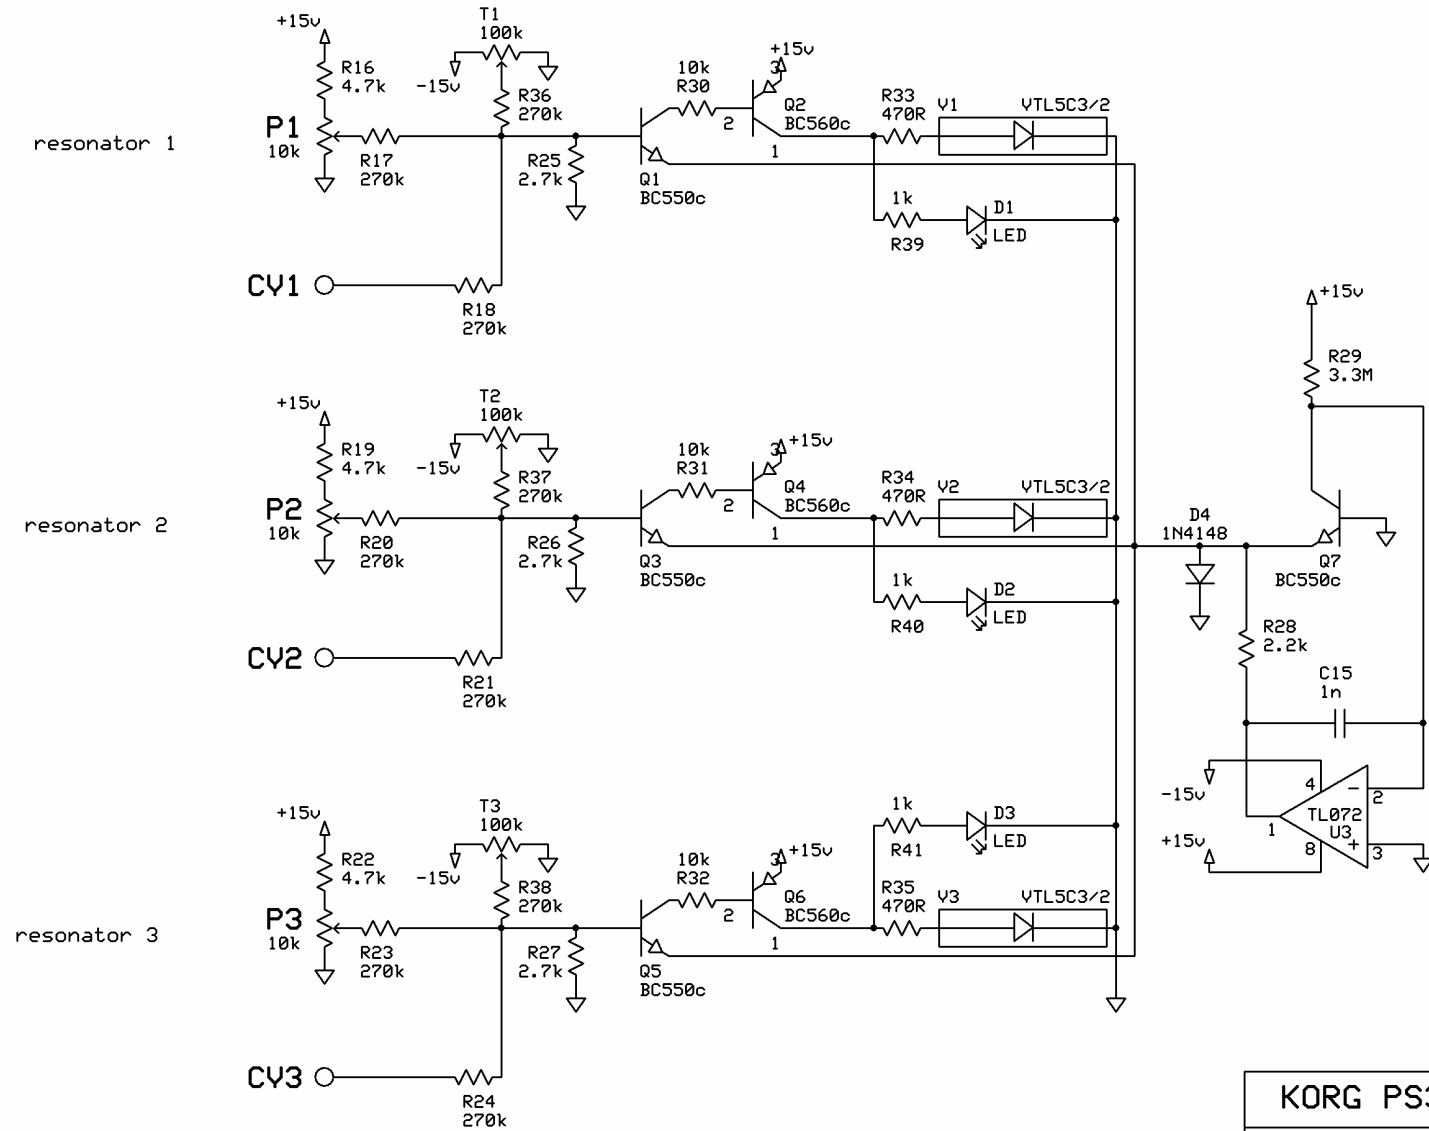 resonator 1
+15v
R16
4.7k
P1
10k
R17
270k
T1
100k
-15v
R36
270k
R25
2.7k
CV1
R18
270k
10k
R30
Q1
BC550c
+15v
3
2
1
Q2
BC560c
R33
470R
V1
VTL5C3/2
1k
R39
D1
LED
resonator 2
+15v
R19
4.7k
P2
10k
R20
270k
T2
100k
-15v
R37
270k
R26
2.7k
CV2
R21
270k
10k
R31
Q3
BC550c
+15v
3
2
1
Q4
BC560c
R34
470R
V2
VTL5C3/2
1k
R40
D2
LED
resonator 3
+15v
R22
4.7k
P3
10k
R23
270k
T3
100k
-15v
R38
270k
R27
2.7k
CV3
R24
270k
10k
R32
Q5
BC550c
+15v
3
2
1
Q6
BC560c
1k
R41
D3
LED
R35
470R
V3
VTL5C3/2
+15v
R29
3.3M
D4
1N4148
Q7
BC550c
R28
2.2k
C15
1n
-15v
+15v
4
8
1
2
3
−
+
TL072
U3
KORG PS3